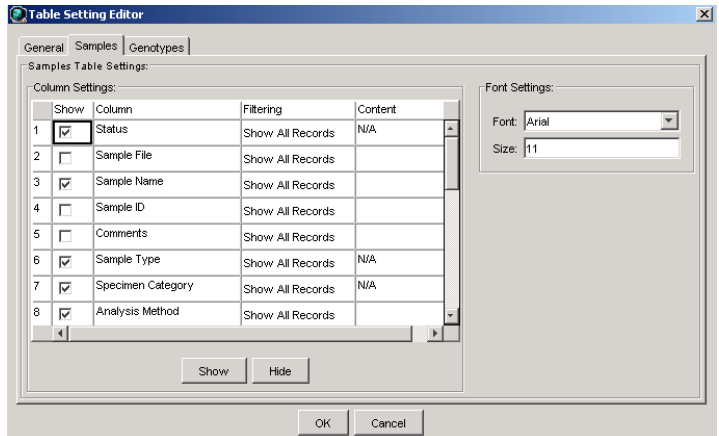 Table Setting Editor
General Samples Genotypes
Samples Table Settings:
Column Settings:
Show Column Filtering Content
1 Status Show All Records N/A
2 Sample File Show All Records
3 Sample Name Show All Records
4 Sample ID Show All Records
5 Comments Show All Records
6 Sample Type Show All Records N/A
7 Specimen Category Show All Records N/A
8 Analysis Method Show All Records
Show Hide
Font Settings:
Font: Arial
Size: 11
OK Cancel